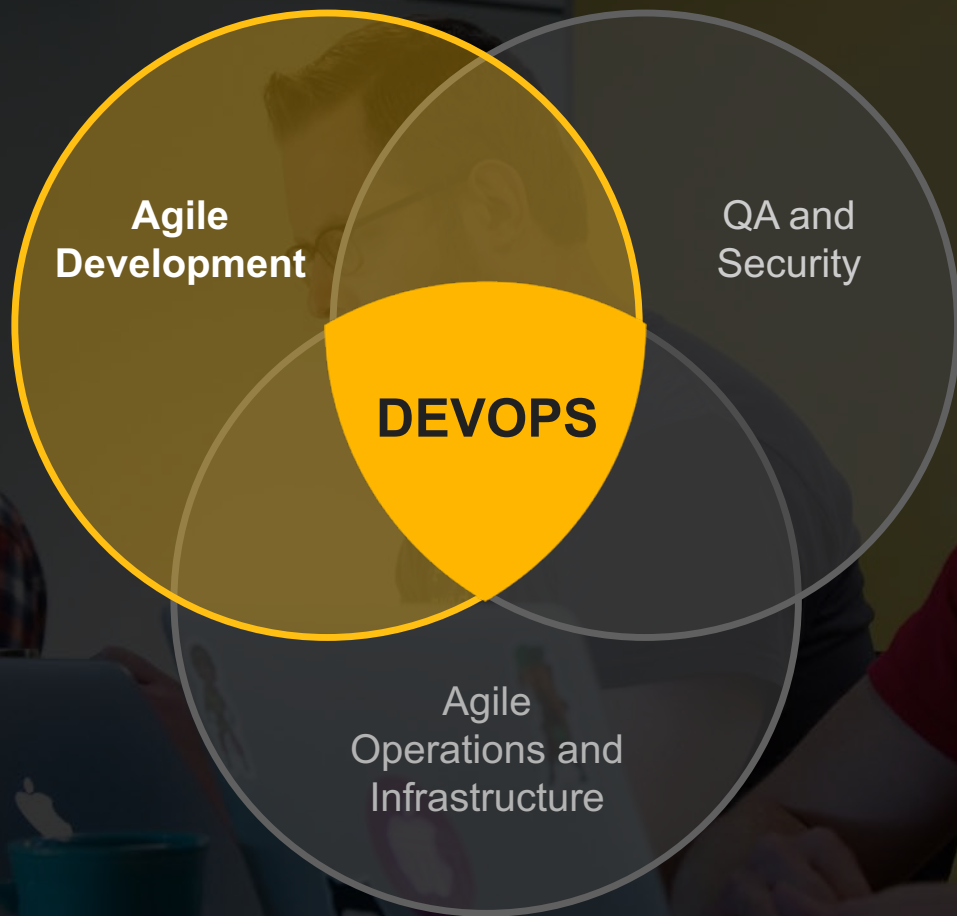 Agile
Development
QA and
Security
DEVOPS
Agile
Operations and
Infrastructure